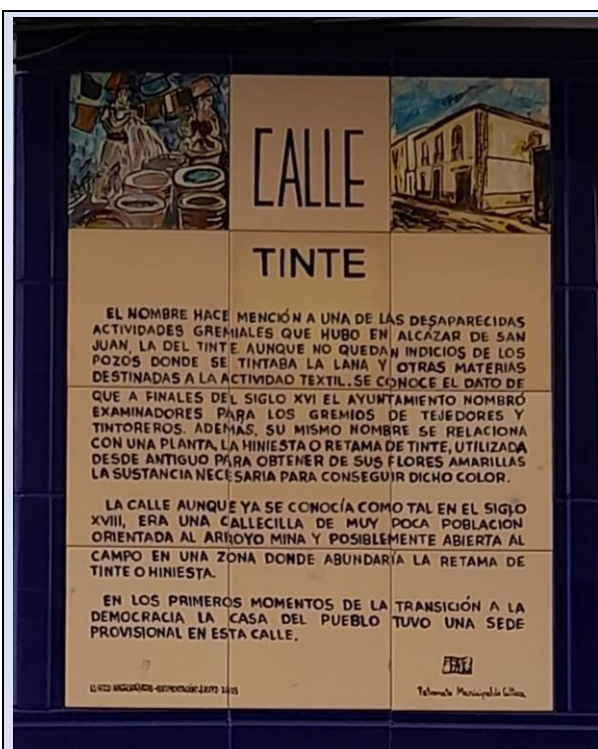 CALLE
TINTE
EL NOMBRE HACE MENCIÓN A UNA DE LAS DESAPARECIDAS
ACTIVIDADES GREMIALES QUE HUBO EN ALCÁZAR DE SAN
JUAN, LA DEL TINTE AUNQUE NO QUEDAN INDICIOS DE LOS
POZOS DONDE SE TINTABA LA LANA Y OTRAS MATERIAS
DESTINADAS A LA ACTIVIDAD TEXTIL. SE CONOCE EL DATO DE
QUE A FINALES DEL SIGLO XVI EL AYUNTAMIENTO NOMBRÓ
EXAMINADORES PARA LOS GREMIOS DE TEJEDORES Y
TINTOREROS. ADEMÁS, SU MISMO NOMBRE SE RELACIONA
CON UNA PLANTA, LA HINIESTA O RETAMA DE TINTE, UTILIZADA
DESDE ANTIGUO PARA OBTENER DE SUS FLORES AMARILLAS
LA SUSTANCIA NECESARIA PARA CONSEGUIR DICHO COLOR.
LA CALLE AUNQUE YA SE CONOCÍA COMO TAL EN EL SIGLO
XVIII, ERA UNA CALLECILLA DE MUY POCA POBLACIÓN
ORIENTADA AL ARROYO MINA Y POSIBLEMENTE ABIERTA AL
CAMPO EN UNA ZONA DONDE ABUNDARÍA LA RETAMA DE
TINTE O HINIESTA.
EN LOS PRIMEROS MOMENTOS DE LA TRANSICIÓN A LA
DEMOCRACIA LA CASA DEL PUEBLO TUVO UNA SEDE
PROVISIONAL EN ESTA CALLE.
Patronato Municipal de Cultura